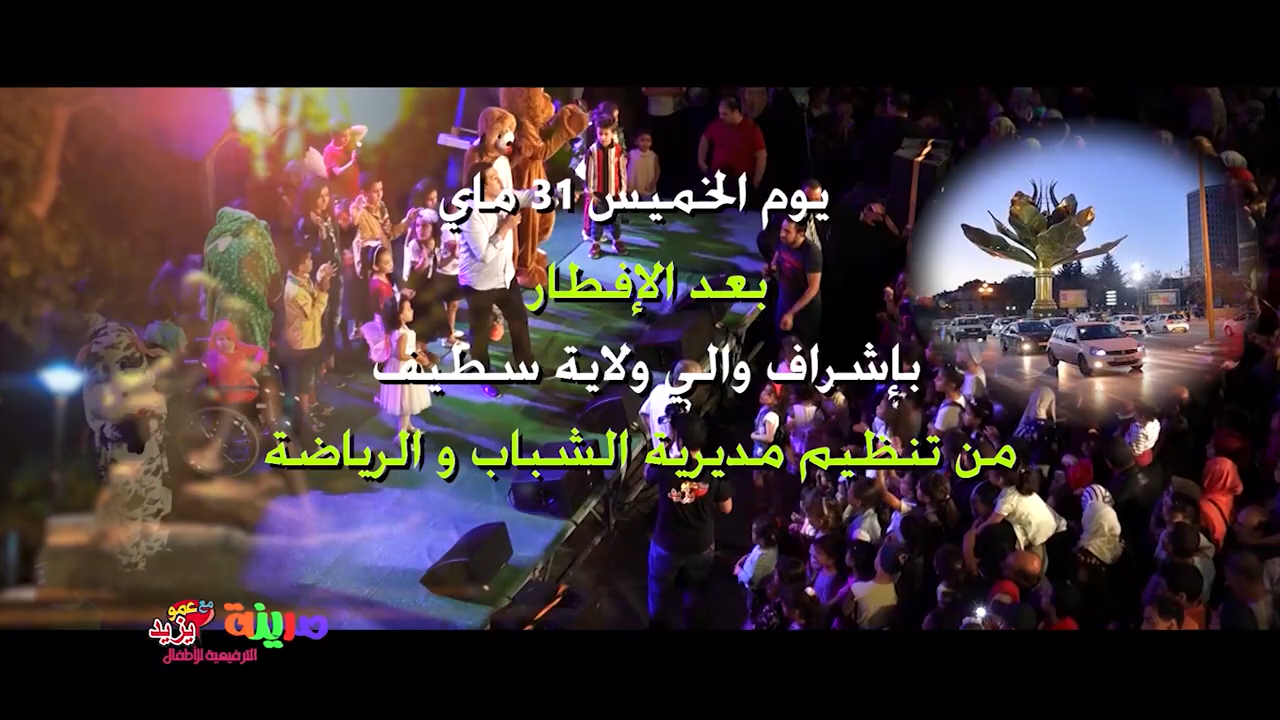 يوم الخميس 31 ماي
بعد الإفطار
بإشراف والي ولاية سطيف
من تنظيم مديرية الشباب و الرياضة
مع عمو يزيد
الترفيهية للأطفال